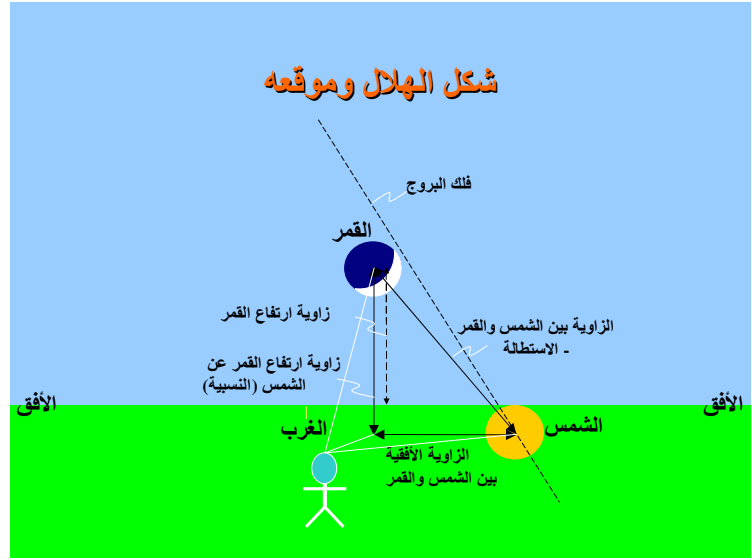 شكل الهلال وموقعه
فلك البروج
القمر
زاوية ارتفاع القمر
الزاوية بين الشمس والقمر
- الاستطالة
زاوية ارتفاع القمر عن
الشمس (النسبية)
الأفق
الأفق
الغرب
الشمس
الزاوية الأفقية
بين الشمس والقمر